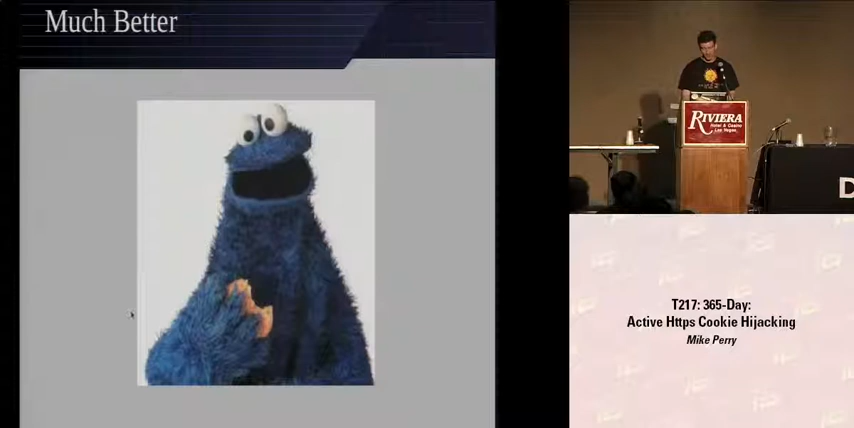 Much Better
RIVIERA
Hotel & Casino
Las Vegas
D
T217: 365-Day:
Active Https Cookie Hijacking
Mike Perry